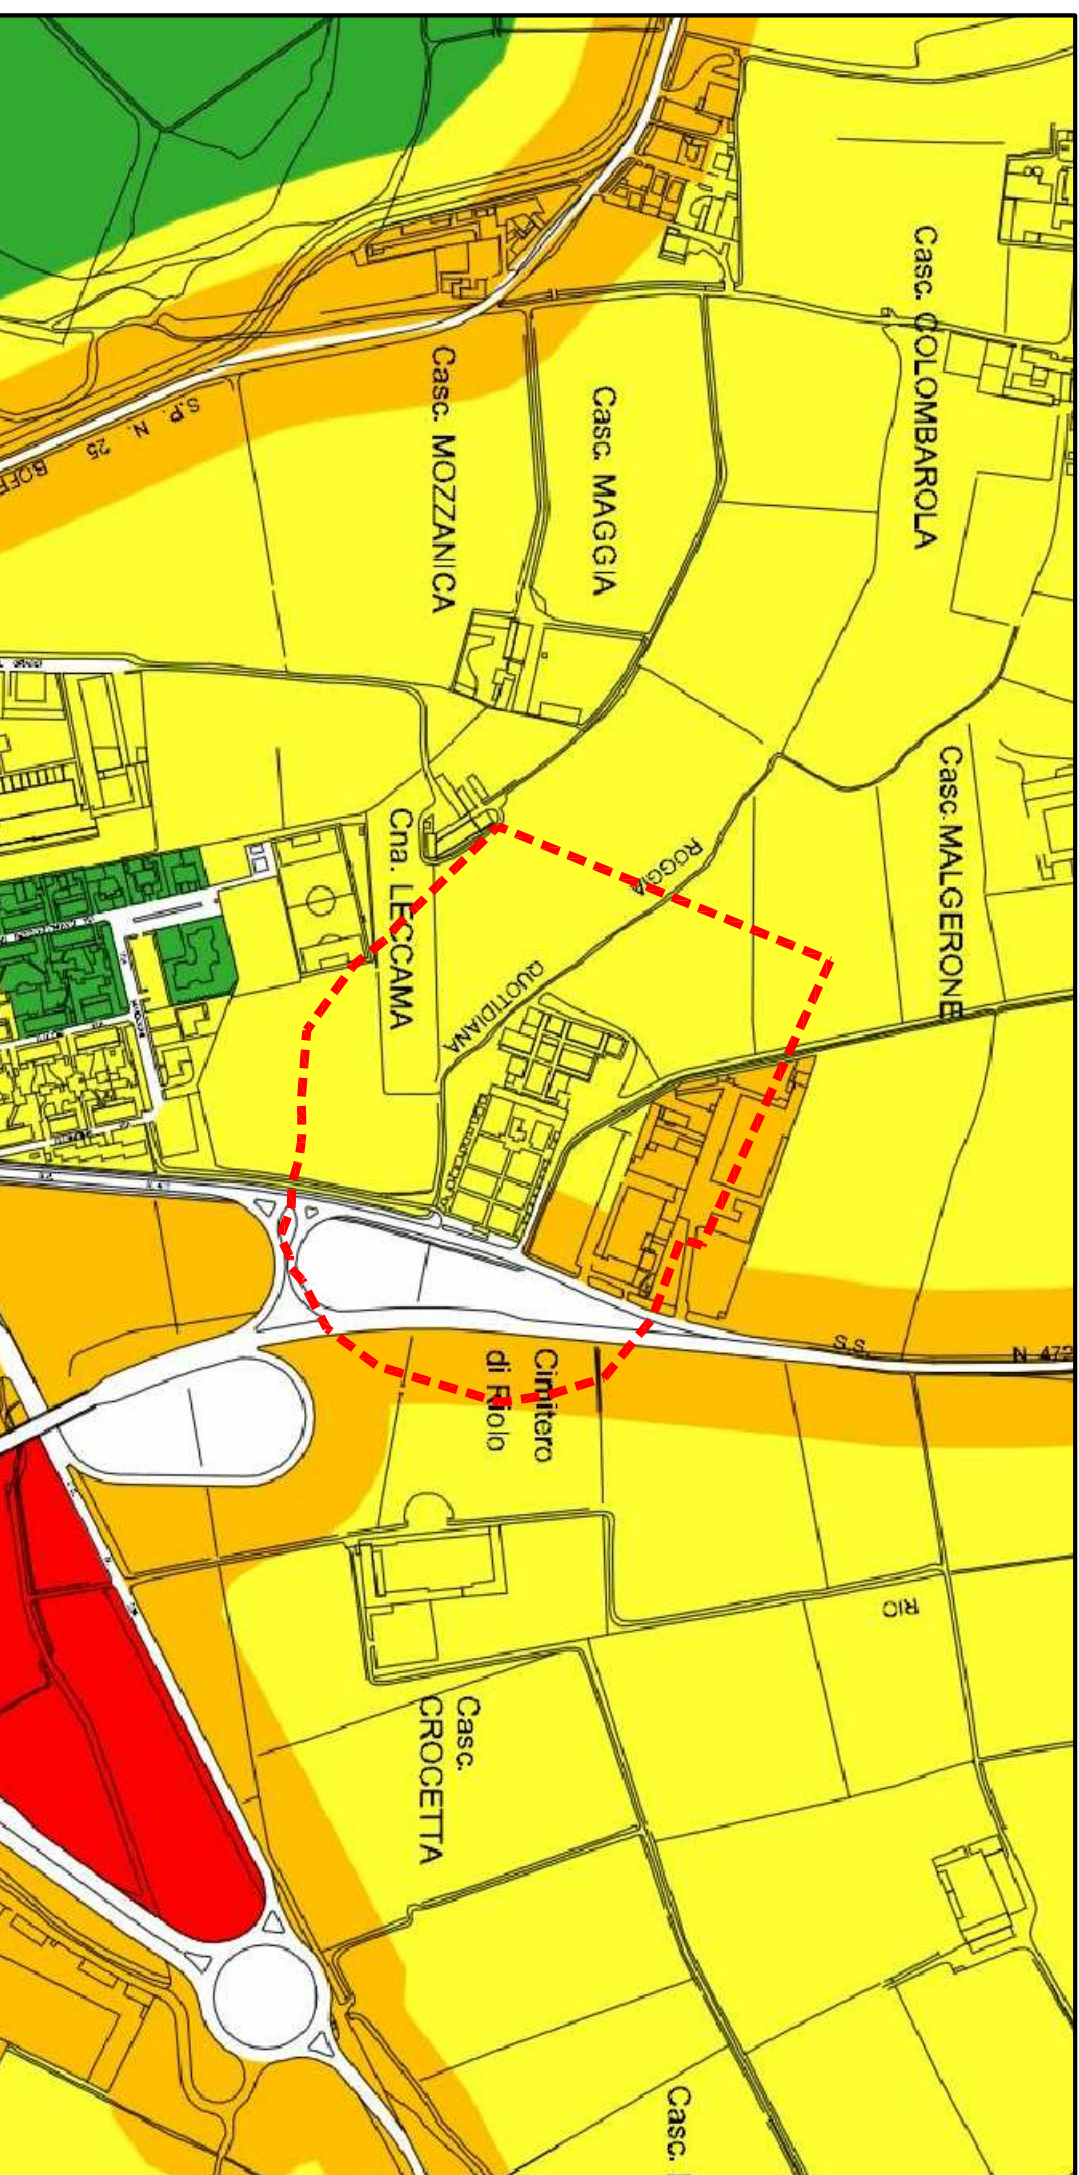 Casc. COLOMBAROLA
Casc. MAGGIA
Casc. MOZZANICA
S.P. N. 25
Casc. MALGERONE
ROGGIA
QUOTIDIANA
Cna. LECCAMA
S.S.
N 472
Cimitero
di Riolo
RIO
Casc.
CROCETTA
Casc.